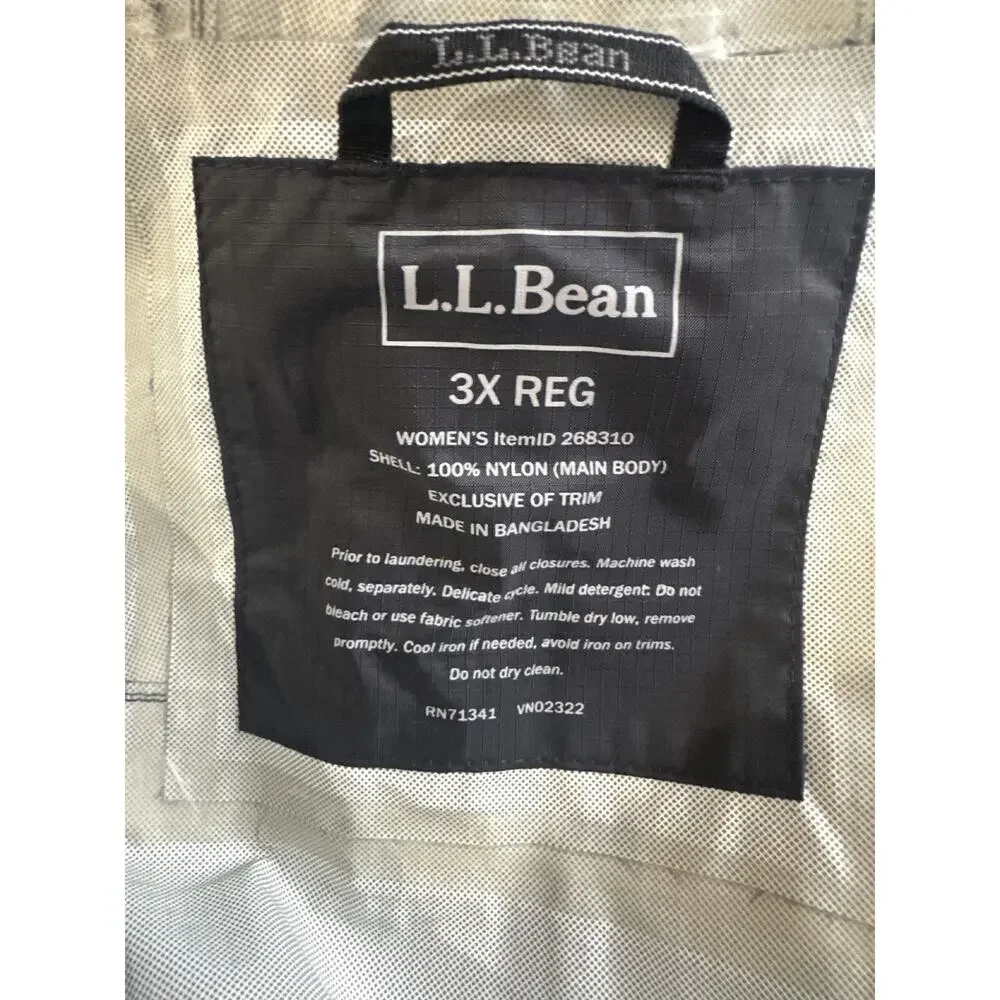 L.L.Bean
L.L.Bean
3X REG
WOMEN'S ItemID 268310
SHELL: 100% NYLON (MAIN BODY)
EXCLUSIVE OF TRIM
MADE IN BANGLADESH
Prior to laundering, close all closures. Machine wash
cold, separately. Delicate cycle. Mild detergent. Do not
bleach or use fabric softener. Tumble dry low, remove
promptly. Cool iron if needed, avoid iron on trims.
Do not dry clean.
RN71341 VN02322